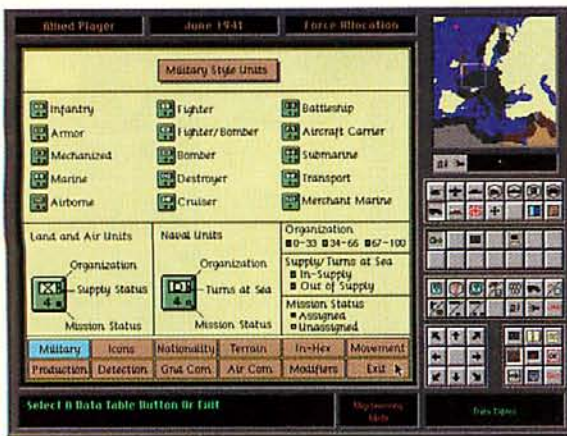 Allied Player
June 1941
Force Allocation
Military Style Units
Infantry
Armor
Mechanized
Marine
Airborne
Fighter
Fighter/Bomber
Bomber
Destroyer
Cruiser
Battleship
Aircraft Carrier
Submarine
Transport
Merchant Marine
Land and Air Units
Organization
Supply Status
4
Mission Status
Naval Units
Organization
Turns at Sea
4
Mission Status
Organization
0-33 34-66 67-100
Supply/Turns at Sea
In-Supply
Out of Supply
Mission Status
Assigned
Unassigned
Military Icons Nationality Terrain In-Hex Movement
Production Detection Gnd Com. Air Com. Modifiers Exit
Select A Data Table Button Or Exit
Data Tables